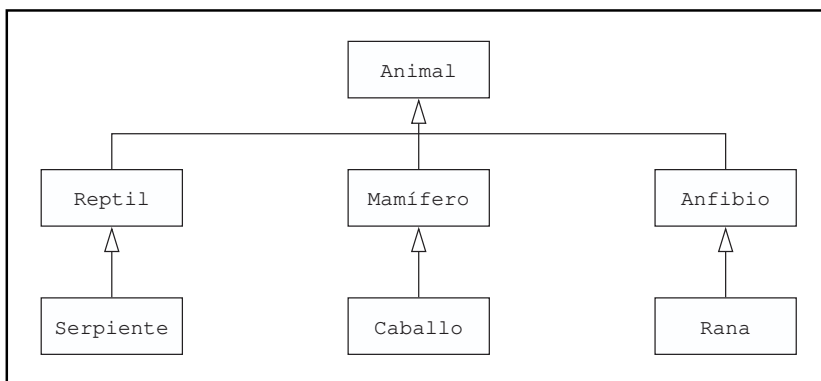 Animal
Reptil
Mamífero
Anfibio
Serpiente
Caballo
Rana